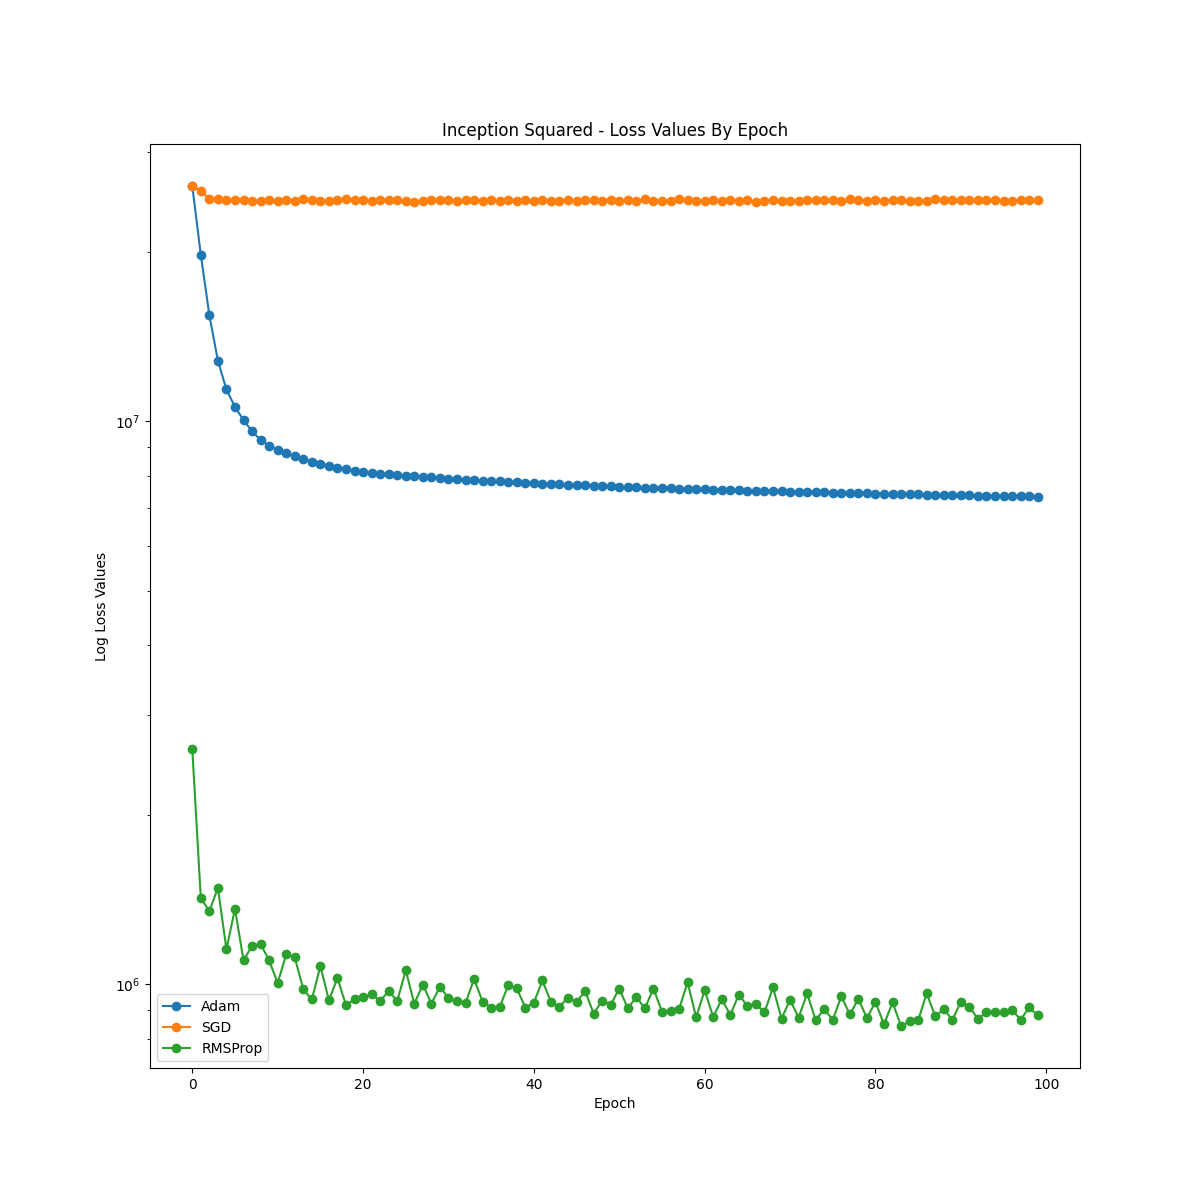 Inception Squared - Loss Values By Epoch
Log Loss Values
10^7
10^6
Adam
SGD
RMSProp
0 20 40 60 80 100
Epoch